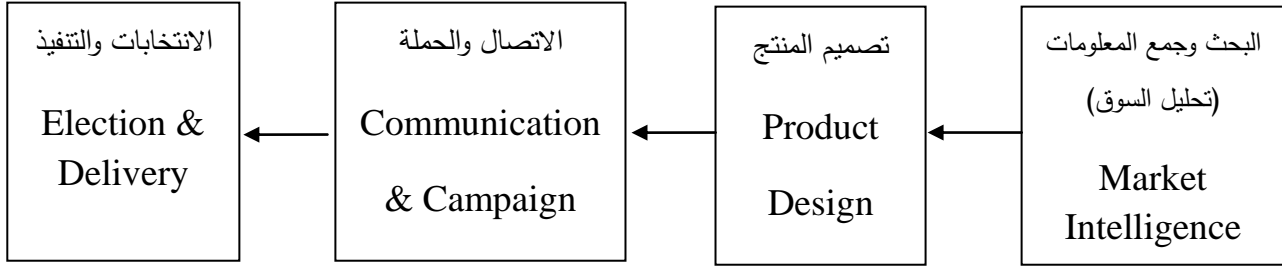 البحث وجمع المعلومات
(تحليل السوق)
Market
Intelligence
تصميم المنتج
Product
Design
الاتصال والحملة
Communication
& Campaign
الانتخابات والتنفيذ
Election &
Delivery